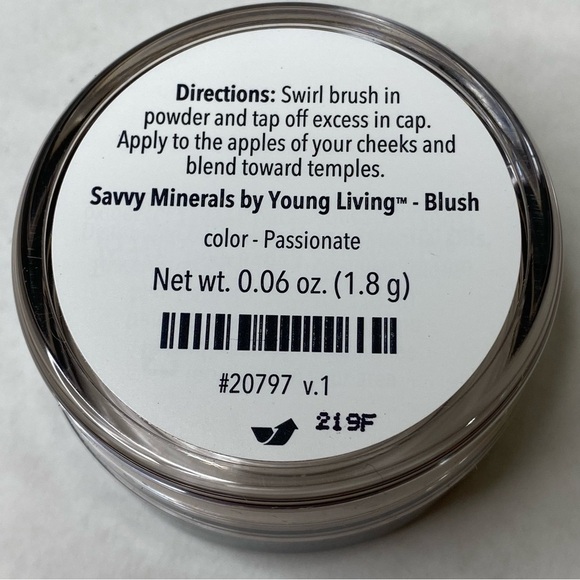 Directions: Swirl brush in
powder and tap off excess in cap.
Apply to the apples of your cheeks and
blend toward temples.
Savvy Minerals by Young Living™ - Blush
color - Passionate
Net wt. 0.06 oz. (1.8 g)
#20797 v.1
219F